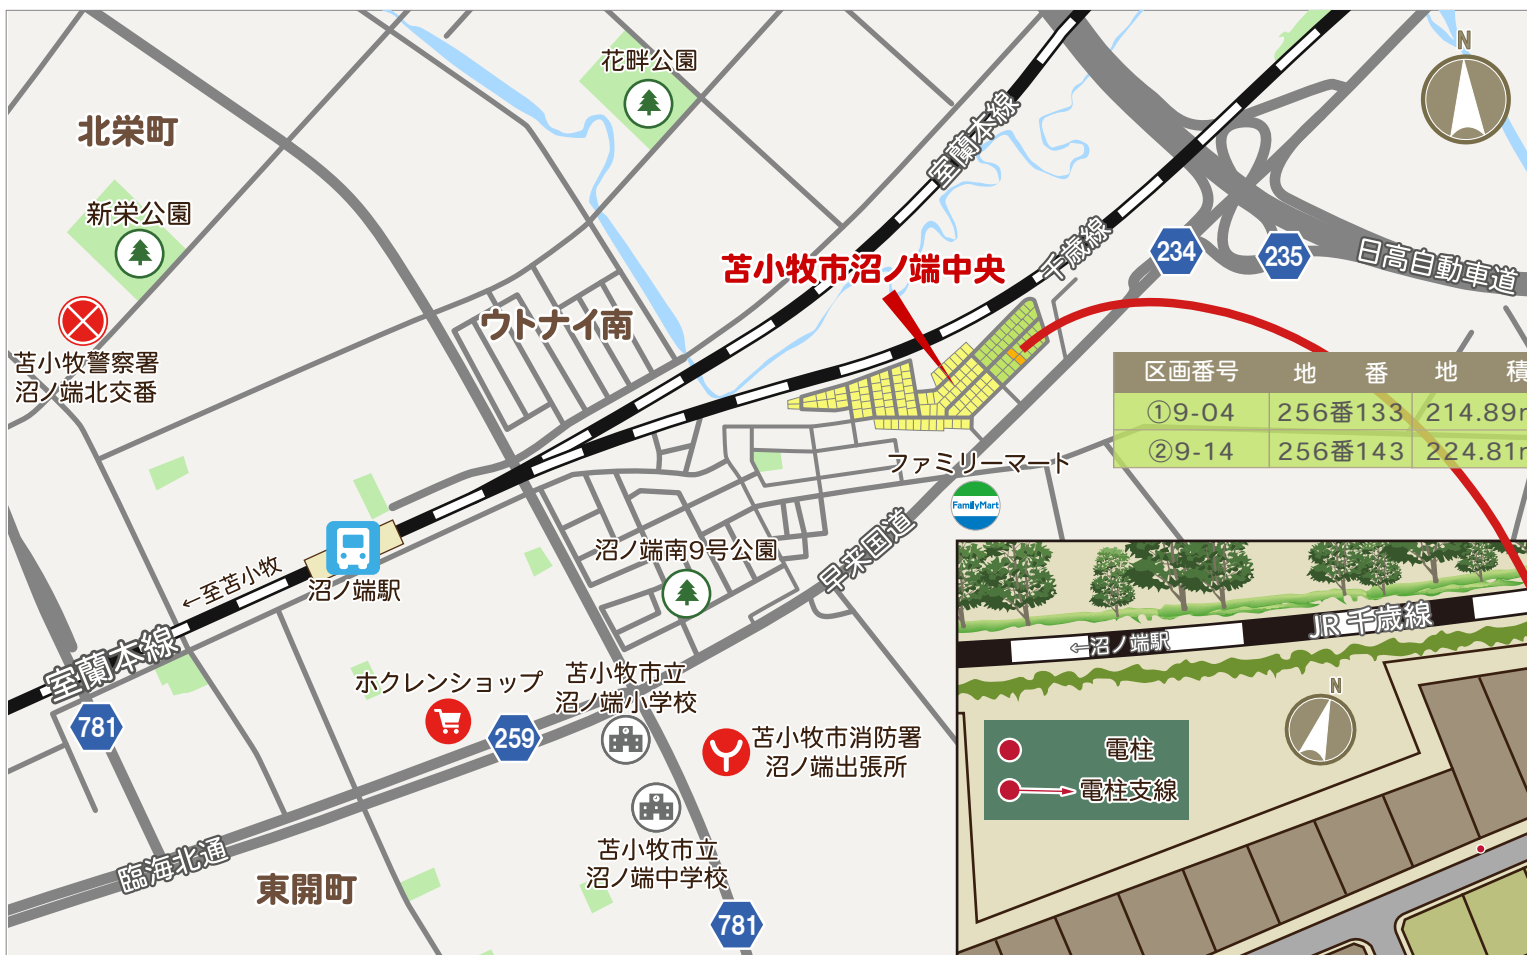 N
花畔公園
北栄町
室蘭本線
新栄公園
千歳線
234
235
日高自動車道
苫小牧市沼ノ端中央
ウトナイ南
苫小牧警察署
沼ノ端北交番
区画番号 地番 地積
①9-04 256番133 214.89
②9-14 256番143 224.81
ファミリーマート
FamilyMart
早来国道
沼ノ端南9号公園
←至苫小牧
沼ノ端駅
室蘭本線
JR 千歳線
←沼ノ端駅
ホクレンショップ
苫小牧市立
沼ノ端小学校
781
259
苫小牧市消防署
沼ノ端出張所
N
電柱
電柱支線
苫小牧市立
沼ノ端中学校
臨海北通
東開町
781